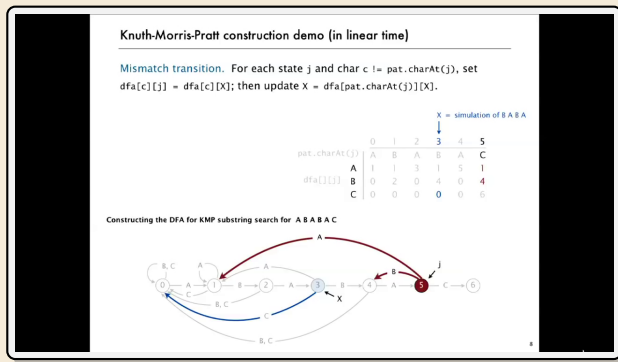 Knuth-Morris-Pratt construction demo (in linear time)
Mismatch transition. For each state j and char c != pat.charAt(j), set
dfa[c][j] = dfa[c][X]; then update X = dfa[pat.charAt(j)][X].
X = simulation of B A B A
0 1 2 3 4 5
pat.charAt(j) A B A B A C
A 1 1 3 1 5 1
dfa[][j] B 0 2 0 4 0 4
C 0 0 0 0 0 6
Constructing the DFA for KMP substring search for A B A B A C
A
j
B, C A A B
0 A 1 B 2 A 3 B 4 A 5 C 6
C
B, C X
C
B, C
8